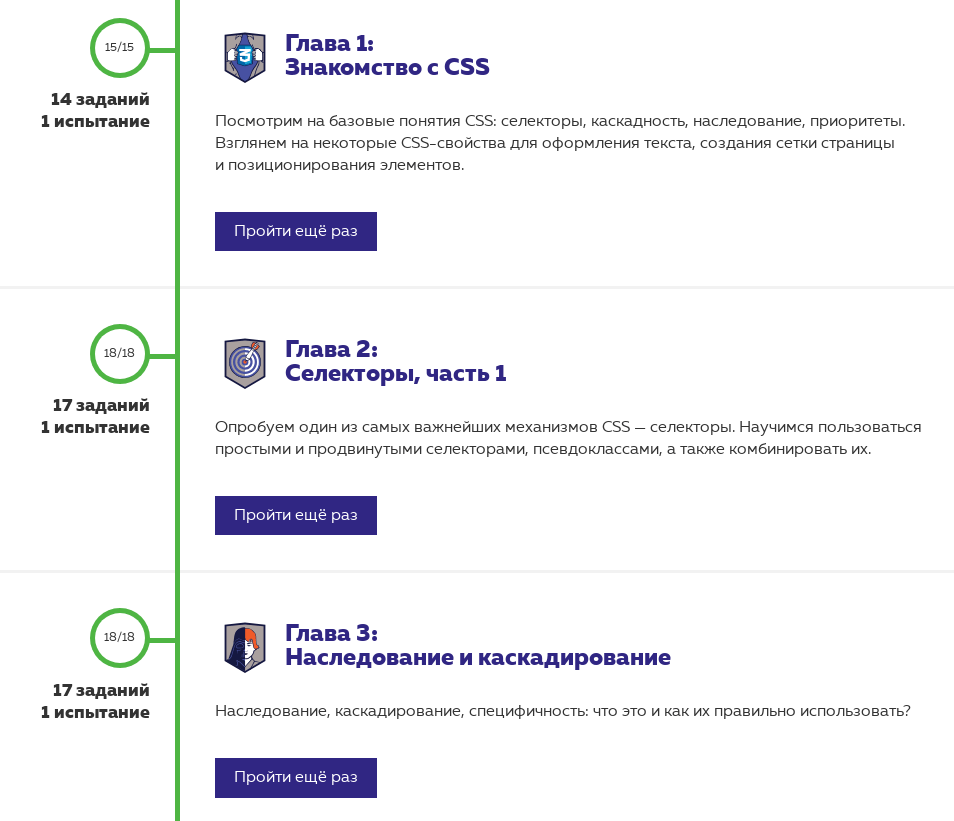 15/15
14 заданий
1 испытание
Глава 1:
Знакомство с CSS
Посмотрим на базовые понятия CSS: селекторы, каскадность, наследование, приоритеты.
Взглянем на некоторые CSS-свойства для оформления текста, создания сетки страницы
и позиционирования элементов.
Пройти ещё раз
18/18
17 заданий
1 испытание
Глава 2:
Селекторы, часть 1
Опробуем один из самых важнейших механизмов CSS — селекторы. Научимся пользоваться
простыми и продвинутыми селекторами, псевдоклассами, а также комбинировать их.
Пройти ещё раз
18/18
17 заданий
1 испытание
Глава 3:
Наследование и каскадирование
Наследование, каскадирование, специфичность: что это и как их правильно использовать?
Пройти ещё раз